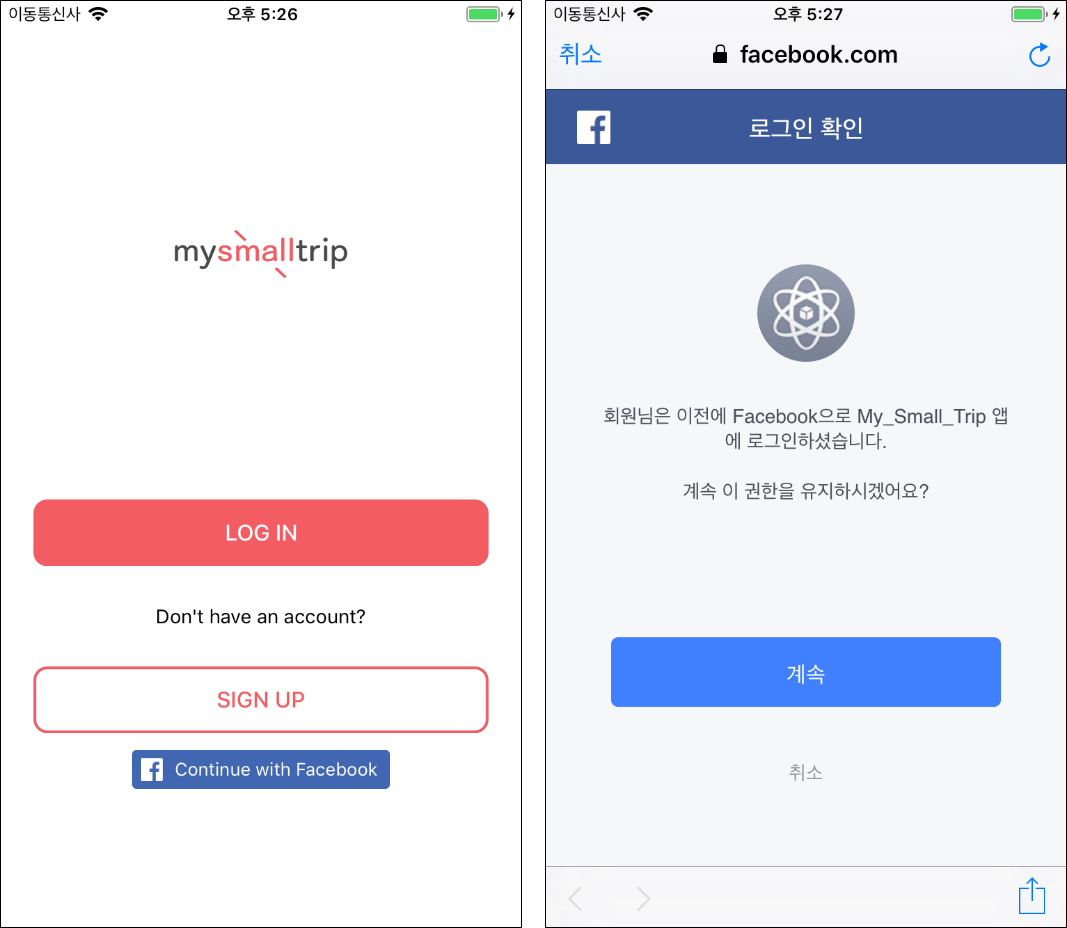 이동통신사 오후 5:26
mysmalltrip
LOG IN
Don't have an account?
SIGN UP
Continue with Facebook
이동통신사 오후 5:27
취소 facebook.com
로그인 확인
회원님은 이전에 Facebook으로 My_Small_Trip 앱
에 로그인하셨습니다.
계속 이 권한을 유지하시겠어요?
계속
취소